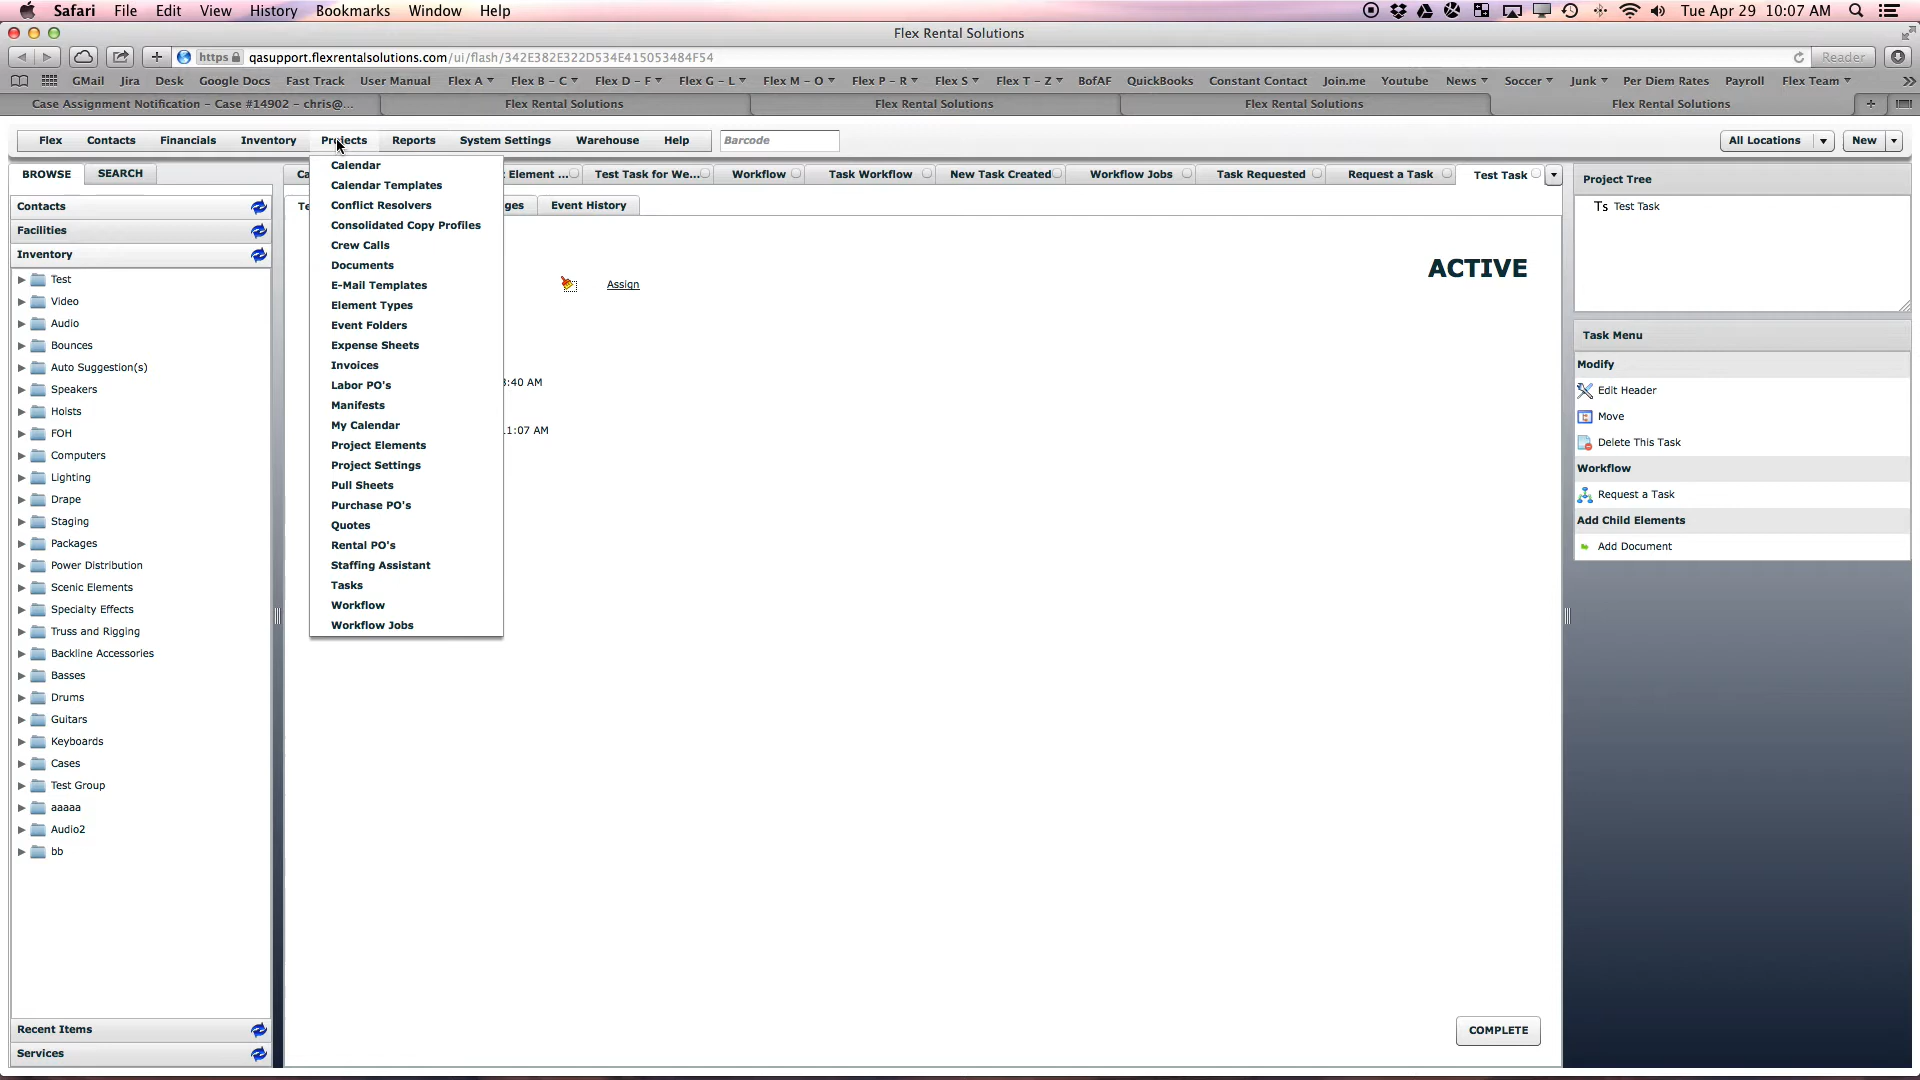 Safari File Edit View History Bookmarks Window Help Tue Apr 29 10:07 AM
Flex Rental Solutions
https qasupport.flexrentalsolutions.com/ui/flash/342E382E322D534E415053484F54 Reader
GMail Jira Desk Google Docs Fast Track User Manual Flex A Flex B – C Flex D – F Flex G – L Flex M – O Flex P – R Flex S Flex T – Z BofAF QuickBooks Constant Contact Join.me Youtube News Soccer Junk Per Diem Rates Payroll Flex Team
Case Assignment Notification – Case #14902 – chris@... Flex Rental Solutions Flex Rental Solutions Flex Rental Solutions Flex Rental Solutions
Flex Contacts Financials Inventory Projects Reports System Settings Warehouse Help Barcode All Locations New
BROWSE SEARCH
Contacts
Facilities
Inventory
Test
Video
Audio
Bounces
Auto Suggestion(s)
Speakers
Hoists
FOH
Computers
Lighting
Drape
Staging
Packages
Power Distribution
Scenic Elements
Specialty Effects
Truss and Rigging
Backline Accessories
Basses
Drums
Guitars
Keyboards
Cases
Test Group
aaaaa
Audio2
bb
Recent Items
Services
Calendar
Calendar Templates
Conflict Resolvers
Consolidated Copy Profiles
Crew Calls
Documents
E-Mail Templates
Element Types
Event Folders
Expense Sheets
Invoices
Labor PO's
Manifests
My Calendar
Project Elements
Project Settings
Pull Sheets
Purchase PO's
Quotes
Rental PO's
Staffing Assistant
Tasks
Workflow
Workflow Jobs
Ca Element ... Test Task for We... Workflow Task Workflow New Task Created Workflow Jobs Task Requested Request a Task Test Task
Te ges Event History
ACTIVE
Assign
3:40 AM
11:07 AM
COMPLETE
Project Tree
Ts Test Task
Task Menu
Modify
Edit Header
Move
Delete This Task
Workflow
Request a Task
Add Child Elements
Add Document